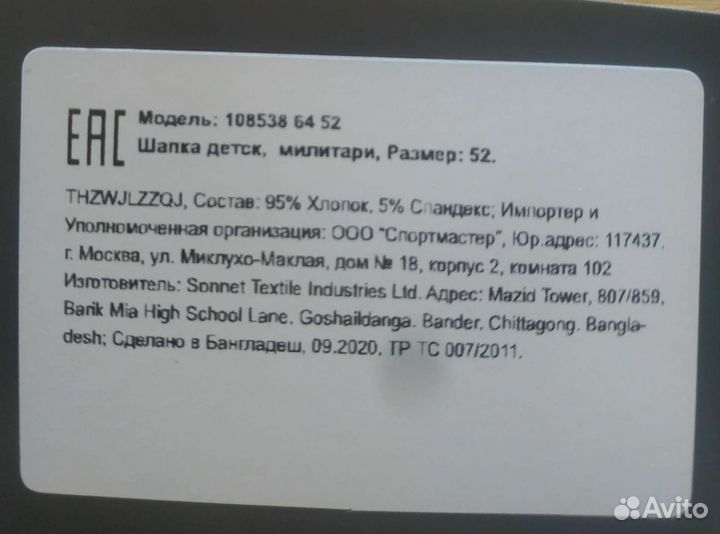 EAC
Модель: 108538 64 52
Шапка детск, милитари, Размер: 52.
THZWJLZZQJ, Состав: 95% Хлопок, 5% Спандекс; Импортер и
Уполномоченная организация: ООО "Спортмастер", Юр.адрес: 117437,
г. Москва, ул. Миклухо-Маклая, дом № 18, корпус 2, комната 102
Изготовитель: Sonnet Textile Industries Ltd. Адрес: Mazid Tower, 807/859,
Barik Mia High School Lane, Goshaildanga, Bander, Chittagong, Bangla-
desh; Сделано в Бангладеш, 09.2020, ТР ТС 007/2011.
Avito